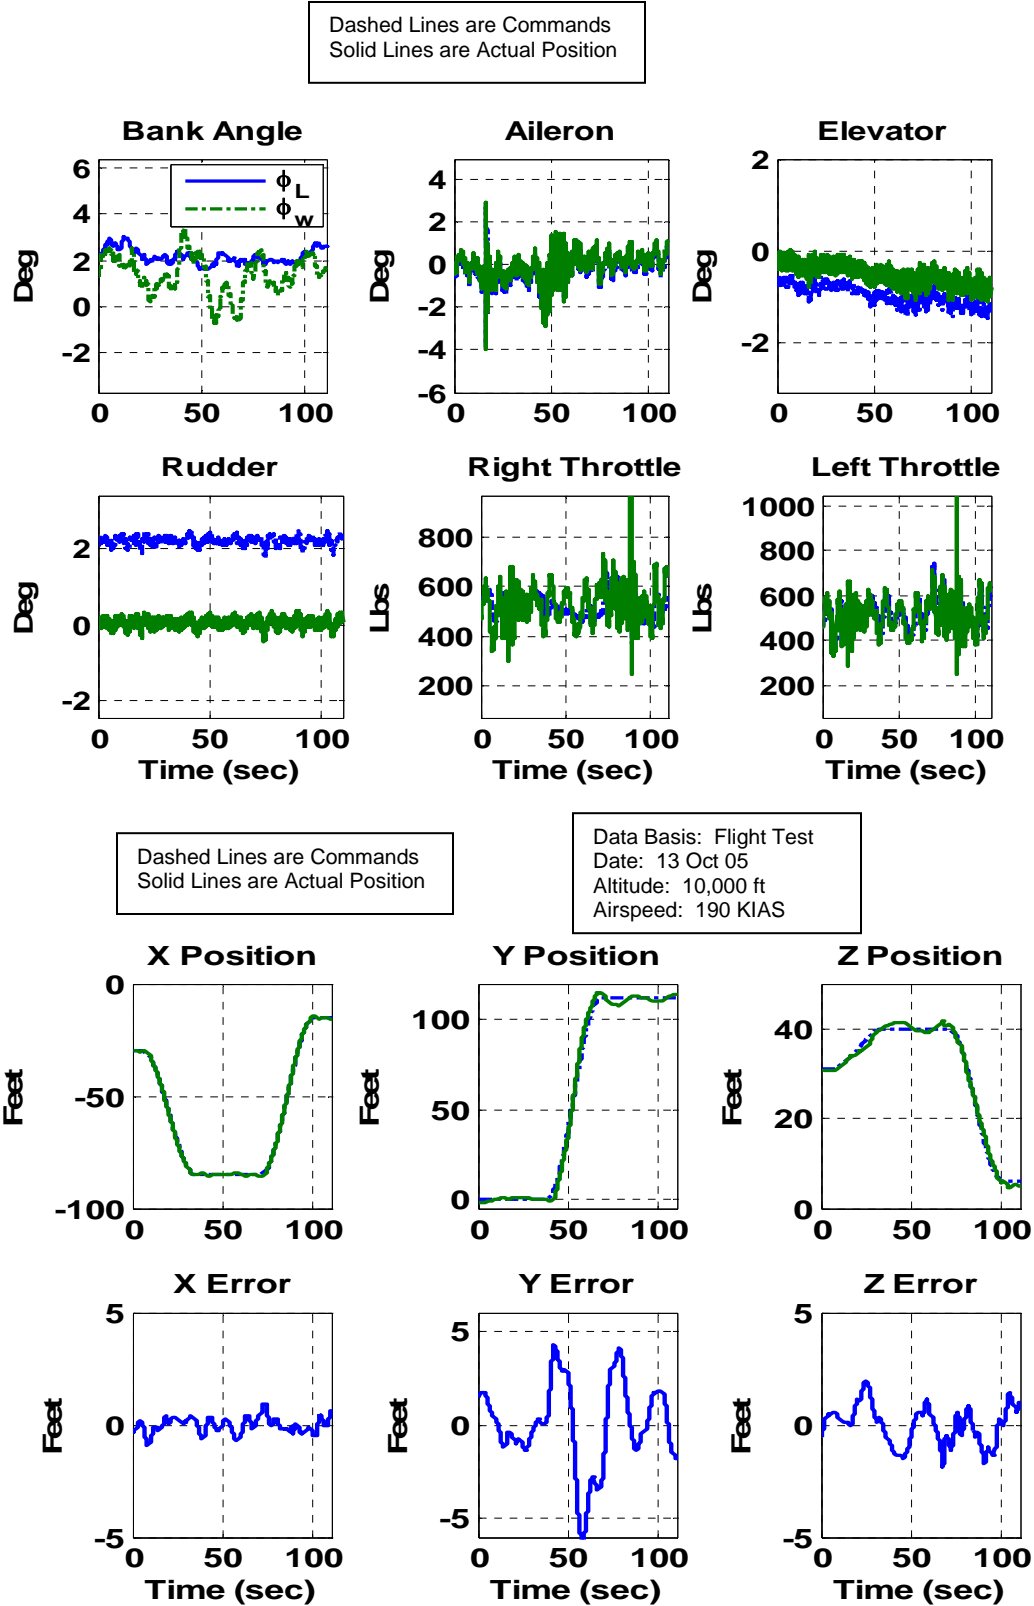 Dashed Lines are Commands
Solid Lines are Actual Position
Bank Angle
Aileron
Elevator
6
4
2
0
-2
Deg
ϕL
ϕw
0 50 100
4
2
0
-2
-4
-6
Deg
0 50 100
2
0
-2
Deg
0 50 100
Rudder
Right Throttle
Left Throttle
2
0
-2
Deg
0 50 100
Time (sec)
800
600
400
200
Lbs
0 50 100
Time (sec)
1000
800
600
400
200
Lbs
0 50 100
Time (sec)
Dashed Lines are Commands
Solid Lines are Actual Position
Data Basis: Flight Test
Date: 13 Oct 05
Altitude: 10,000 ft
Airspeed: 190 KIAS
X Position
Y Position
Z Position
0
-50
-100
Feet
0 50 100
100
50
0
Feet
0 50 100
40
20
0
Feet
0 50 100
X Error
Y Error
Z Error
5
0
-5
Feet
0 50 100
Time (sec)
5
0
-5
Feet
0 50 100
Time (sec)
5
0
-5
Feet
0 50 100
Time (sec)